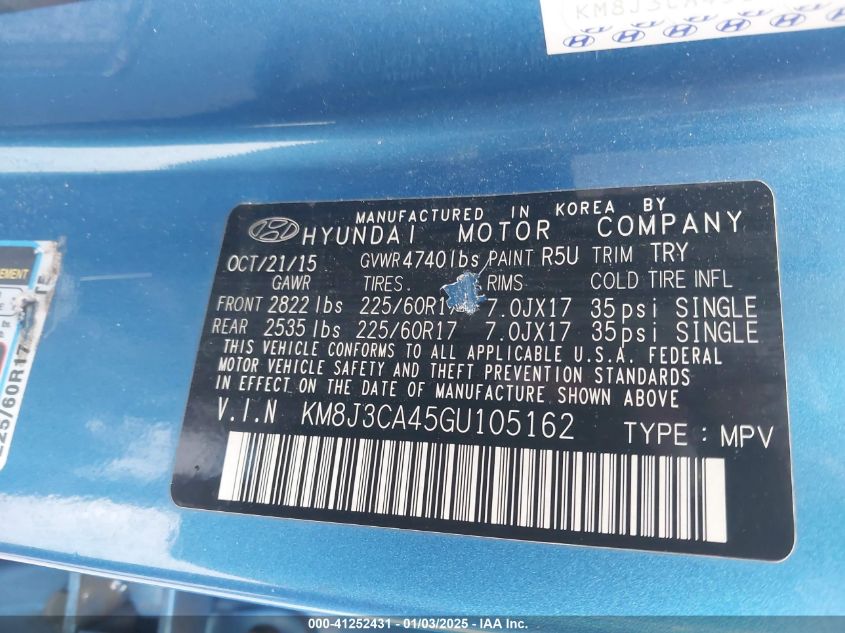 KM8J3CA45
MANUFACTURED IN KOREA BY
HYUNDAI MOTOR COMPANY
OCT/21/15 GVWR 4740lbs PAINT R5U TRIM TRY
GAWR TIRES RIMS COLD TIRE INFL
FRONT 2822 lbs 225/60R17 7.0JX17 35psi SINGLE
REAR 2535 lbs 225/60R17 7.0JX17 35psi SINGLE
THIS VEHICLE CONFORMS TO ALL APPLICABLE U.S.A. FEDERAL
MOTOR VEHICLE SAFETY AND THEFT PREVENTION STANDARDS
IN EFFECT ON THE DATE OF MANUFACTURE SHOWN ABOVE
V.I.N KM8J3CA45GU105162 TYPE : MPV
225/60R17
000-41252431 - 01/03/2025 - IAA Inc.